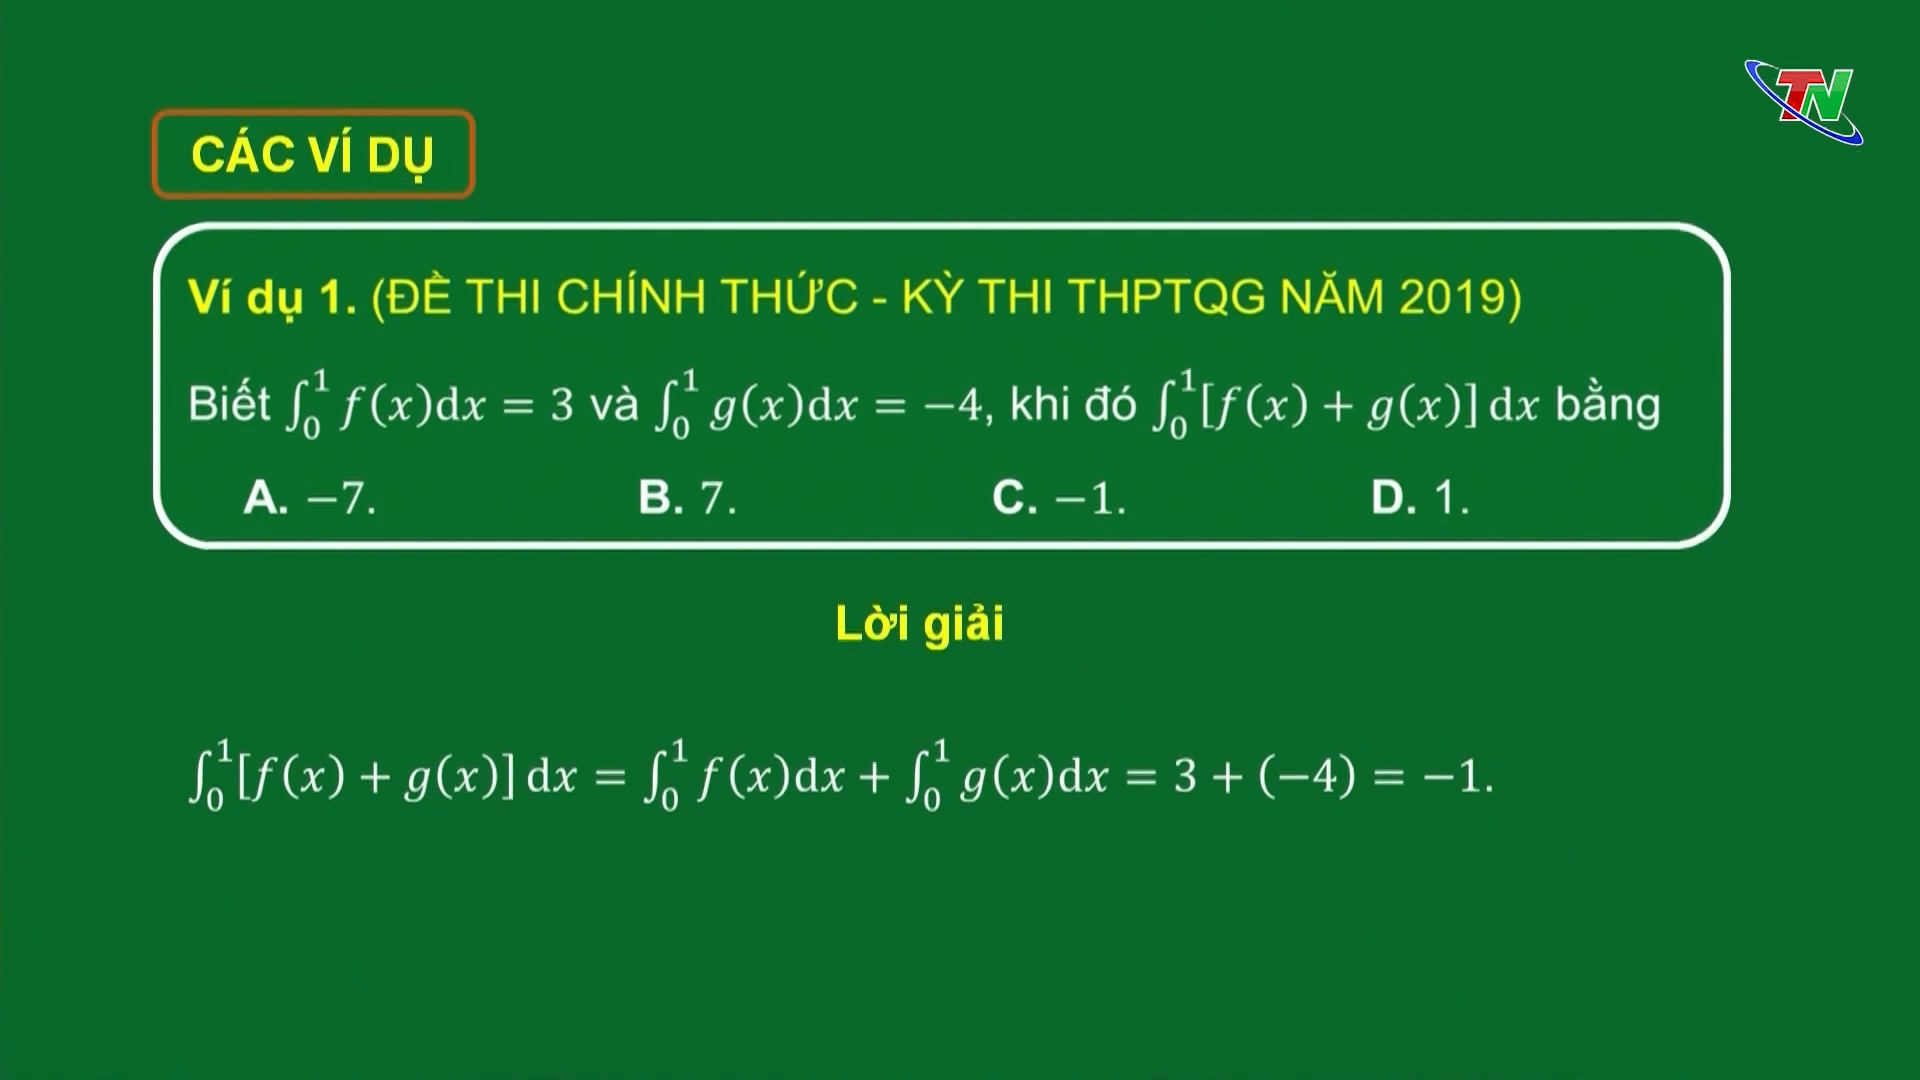 TN
CÁC VÍ DỤ
Ví dụ 1. (ĐỀ THI CHÍNH THỨC - KỲ THI THPTQG NĂM 2019)
Biết ∫₀¹ f(x)dx = 3 và ∫₀¹ g(x)dx = −4, khi đó ∫₀¹[f(x) + g(x)] dx bằng
A. −7. B. 7. C. −1. D. 1.
Lời giải
∫₀¹[f(x) + g(x)] dx = ∫₀¹ f(x)dx + ∫₀¹ g(x)dx = 3 + (−4) = −1.